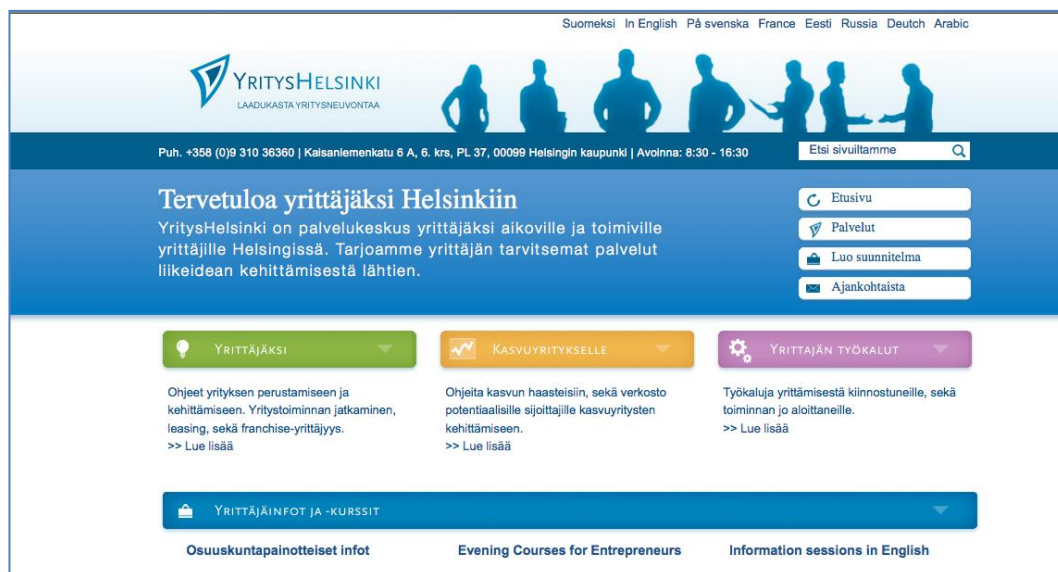 Suomeksi In English På svenska France Eesti Russia Deutch Arabic
YRITYSHELSINKI
LAADUKASTA YRITYSNEUVONTAA
Puh. +358 (0)9 310 36360 | Kaisaniemenkatu 6 A, 6. krs, PL 37, 00099 Helsingin kaupunki | Avoinna: 8:30 - 16:30
Etsi sivuiltamme
Tervetuloa yrittäjäksi Helsinkiin
YritysHelsinki on palvelukeskus yrittäjäksi aikoville ja toimiville
yrittäjille Helsingissä. Tarjoamme yrittäjän tarvitsemat palvelut
liikeidean kehittämisestä lähtien.
Etusivu
Palvelut
Luo suunnitelma
Ajankohtaista
YRITTÄJÄKSI
Ohjeet yrityksen perustamiseen ja
kehittämiseen. Yritystoiminnan jatkaminen,
leasing, sekä franchise-yrittäjyys.
>> Lue lisää
KASVUYRITYKSELLE
Ohjeita kasvun haasteisiin, sekä verkosto
potentiaalisille sijoittajille kasvuyritysten
kehittämiseen.
>> Lue lisää
YRITTAJÄN TYÖKALUT
Työkaluja yrittämisestä kiinnostuneille, sekä
toiminnan jo aloittaneille.
>> Lue lisää
YRITTÄJÄINFOT JA -KURSSIT
Osuuskuntapainotteiset infot
Evening Courses for Entrepreneurs
Information sessions in English